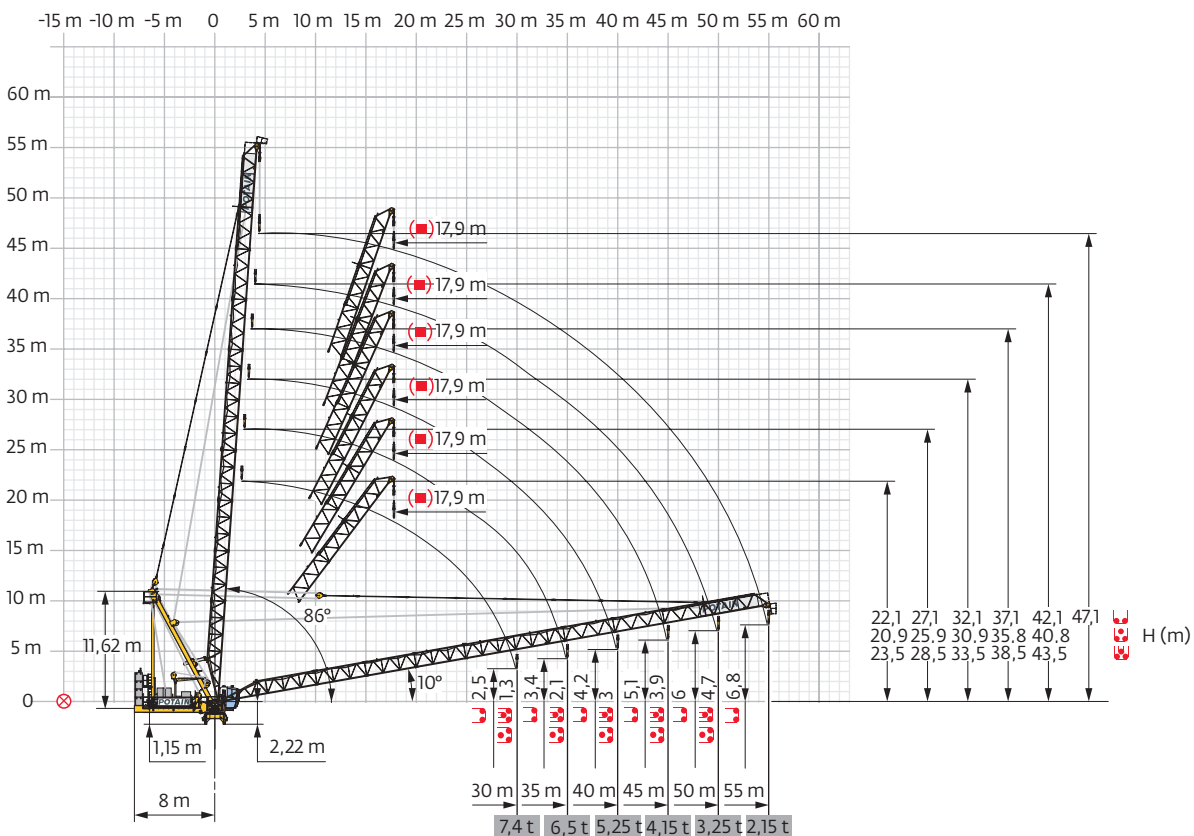 -15 m -10 m -5 m 0 5 m 10 m 15 m 20 m 25 m 30 m 35 m 40 m 45 m 50 m 55 m 60 m
60 m
55 m
50 m
45 m
40 m
35 m
30 m
25 m
20 m
15 m
10 m
5 m
0
POTAIN
17,9 m
17,9 m
17,9 m
17,9 m
17,9 m
17,9 m
86°
10°
POTAIN
POTAIN
11,62 m
1,15 m
2,22 m
8 m
22,1 27,1 32,1 37,1 42,1 47,1
20,9 25,9 30,9 35.8 40,8
23,5 28,5 33,5 38,5 43,5
H (m)
2,5 1,3 3,4 2,1 4,2 3 5,1 3,9 6 4,7 6,8
30 m 35 m 40 m 45 m 50 m 55 m
7,4 t 6,5 t 5,25 t 4,15 t 3,25 t 2,15 t